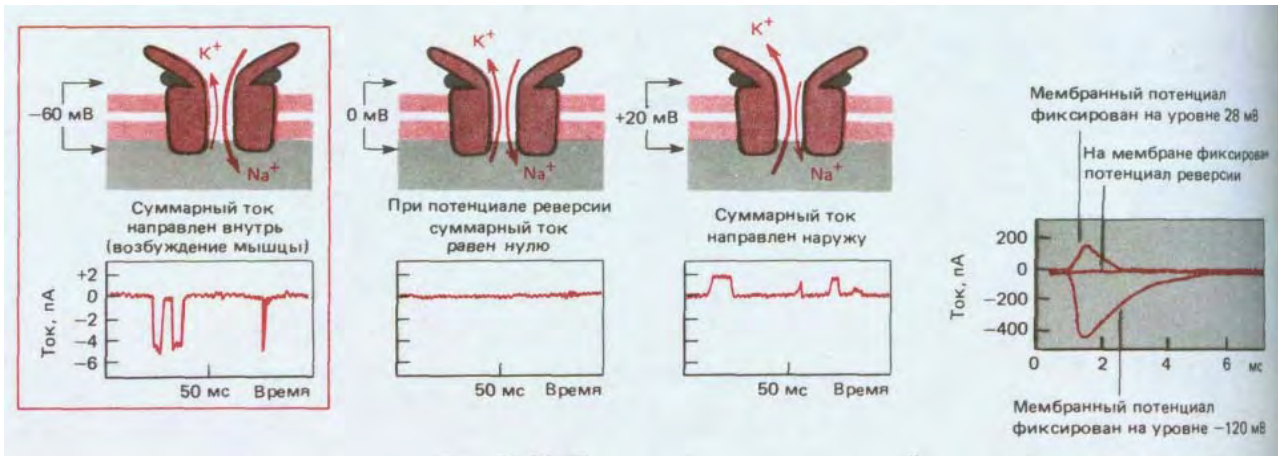 K+
−60 мВ
Na+
Суммарный ток
направлен внутрь
(возбуждение мышцы)
Ток, пА
+2
0
−2
−4
−6
50 мс Время
K+
0 мВ
Na+
При потенциале реверсии
суммарный ток
равен нулю
50 мс Время
K+
+20 мВ
Na+
Суммарный ток
направлен наружу
50 мс Время
Мембранный потенциал
фиксирован на уровне 28 мВ
На мембране фиксирован
потенциал реверсии
Ток, пА
200
0
−200
−400
0 2 4 6 мс
Мембранный потенциал
фиксирован на уровне −120 мВ